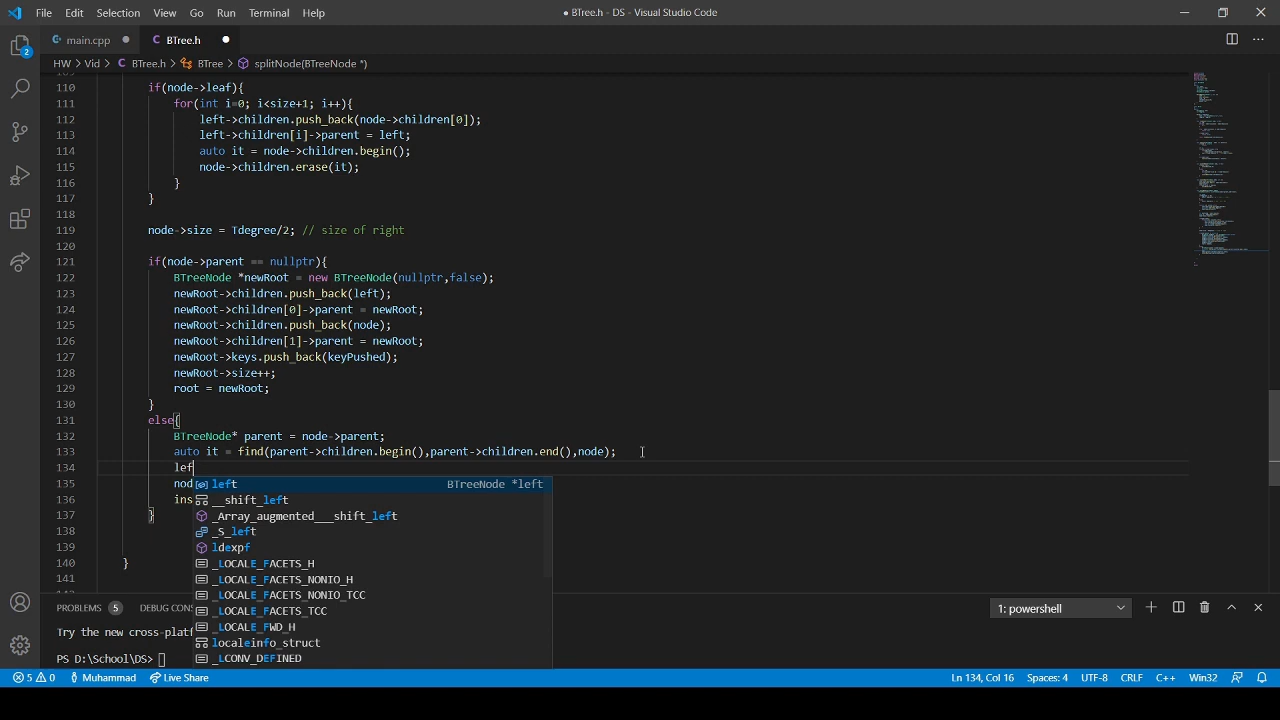 File Edit Selection View Go Run Terminal Help
● BTree.h - DS - Visual Studio Code
main.cpp ●
C BTree.h ●
HW > Vid > C BTree.h > BTree > splitNode(BTreeNode *)
110 if(node->leaf){
111 for(int i=0; i<size+1; i++){
112 left->children.push_back(node->children[0]);
113 left->children[i]->parent = left;
114 auto it = node->children.begin();
115 node->children.erase(it);
116 }
117 }
118
119 node->size = Tdegree/2; // size of right
120
121 if(node->parent == nullptr){
122 BTreeNode *newRoot = new BTreeNode(nullptr,false);
123 newRoot->children.push_back(left);
124 newRoot->children[0]->parent = newRoot;
125 newRoot->children.push_back(node);
126 newRoot->children[1]->parent = newRoot;
127 newRoot->keys.push_back(keyPushed);
128 newRoot->size++;
129 root = newRoot;
130 }
131 else{
132 BTreeNode* parent = node->parent;
133 auto it = find(parent->children.begin(),parent->children.end(),node);
134 lef
left BTreeNode *left
135 nod
136 ins
__shift_left
_Array_augmented___shift_left
137 }
_S_left
138
ldexpf
139
_LOCALE_FACETS_H
140 }
_LOCALE_FACETS_NONIO_H
141
_LOCALE_FACETS_NONIO_TCC
_LOCALE_FACETS_TCC
_LOCALE_FWD_H
localeinfo_struct
_LCONV_DEFINED
PROBLEMS 5 DEBUG CONS
1: powershell
Try the new cross-platf
PS D:\School\DS>
2
5 0 Muhammad Live Share
Ln 134, Col 16 Spaces: 4 UTF-8 CRLF C++ Win32